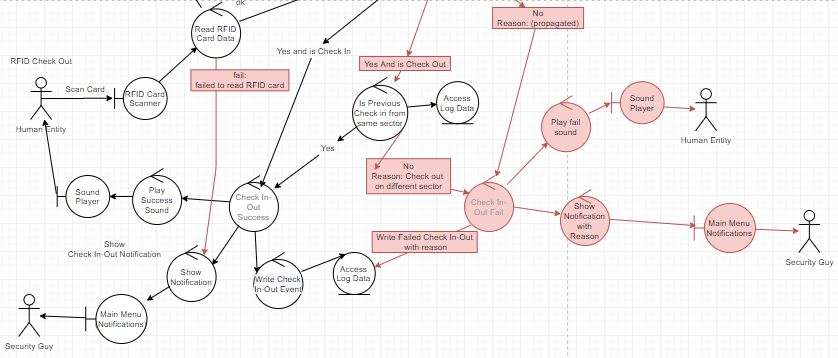 ok
No
Reason: (propagated)
Read RFID
Card Data
Yes and is Check In
RFID Check Out
Yes And is Check Out
fail:
failed to read RFID card
Scan Card
RFID Card
Scanner
Is Previous
Check in from
same sector
Access
Log Data
Sound
Player
Play fail
sound
Human Entity
Human Entity
Yes
No
Reason: Check out
on different sector
Sound
Player
Play
Success
Sound
Check In-
Out Success
Check In-
Out Fail
Show
Notification
with
Reason
Main Menu
Notifications
Security Guy
Show
Check In-Out Notification
Write Failed Check In-Out
with reason
Show
Notification
Write Check
In-Out Event
Access
Log Data
Main Menu
Notifications
Security Guy